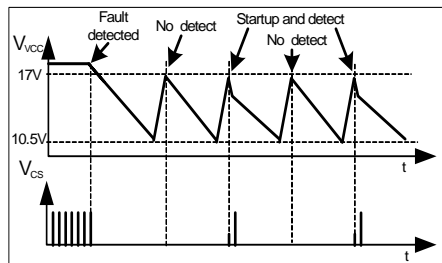 Fault
detected
No detect
Startup and detect
No detect
VVCC
17V
10.5V
t
VCS
t